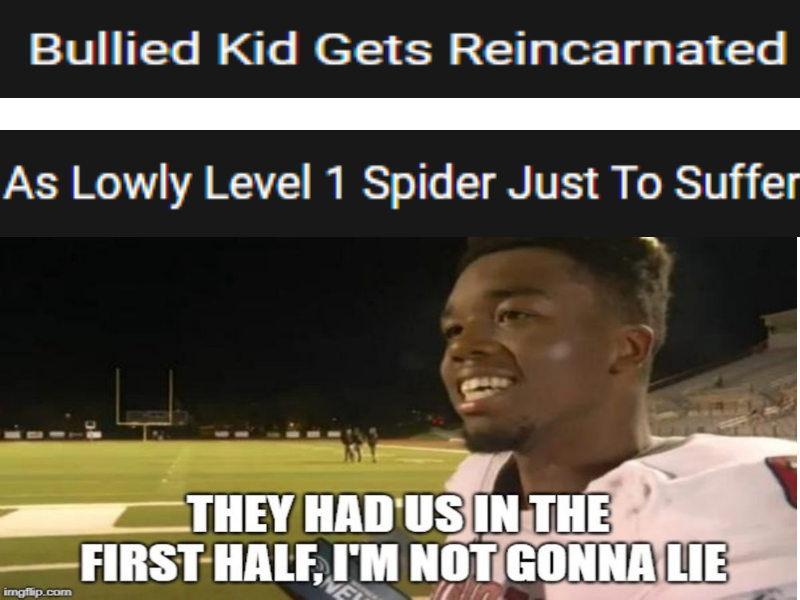 Bullied Kid Gets Reincarnated
As Lowly Level 1 Spider Just To Suffer
THEY HAD US IN THE
FIRST HALF, I'M NOT GONNA LIE
NEW
imgflip.com